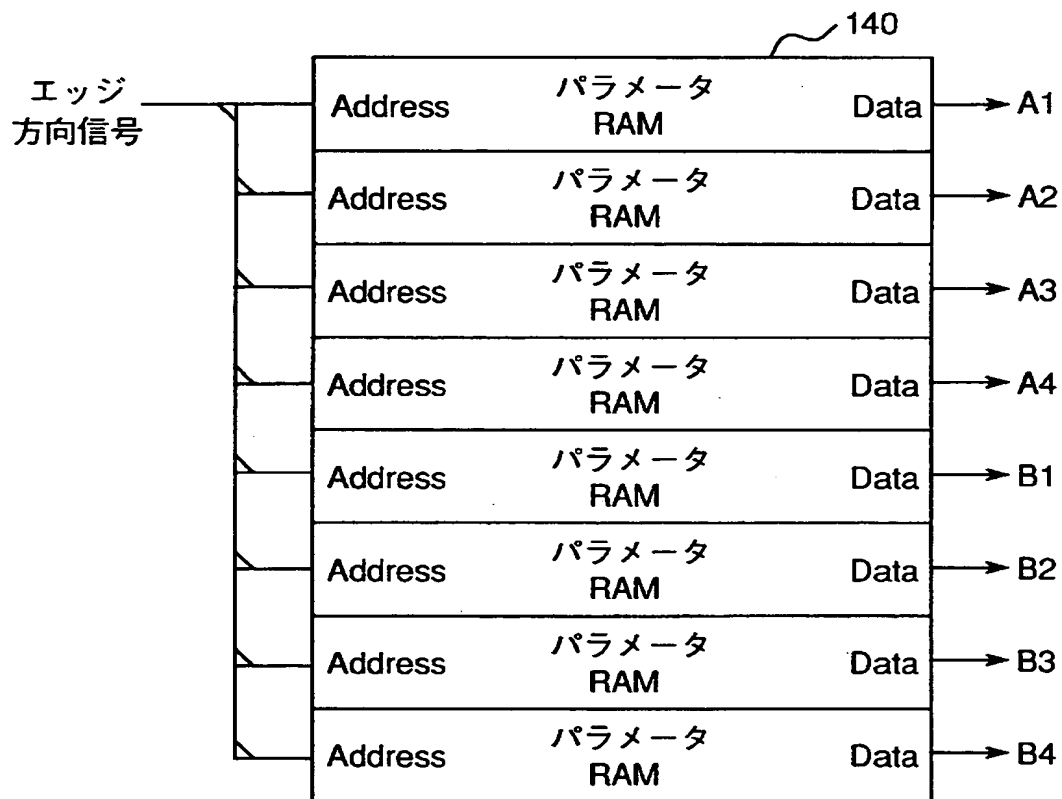 140
エッジ
方向信号
Address パラメータ RAM Data A1
Address パラメータ RAM Data A2
Address パラメータ RAM Data A3
Address パラメータ RAM Data A4
Address パラメータ RAM Data B1
Address パラメータ RAM Data B2
Address パラメータ RAM Data B3
Address パラメータ RAM Data B4